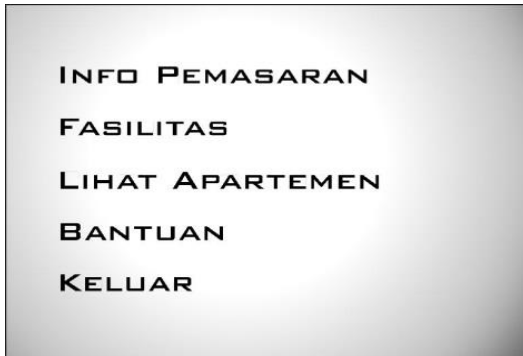 Info Pemasaran
Fasilitas
Lihat Apartemen
Bantuan
Keluar